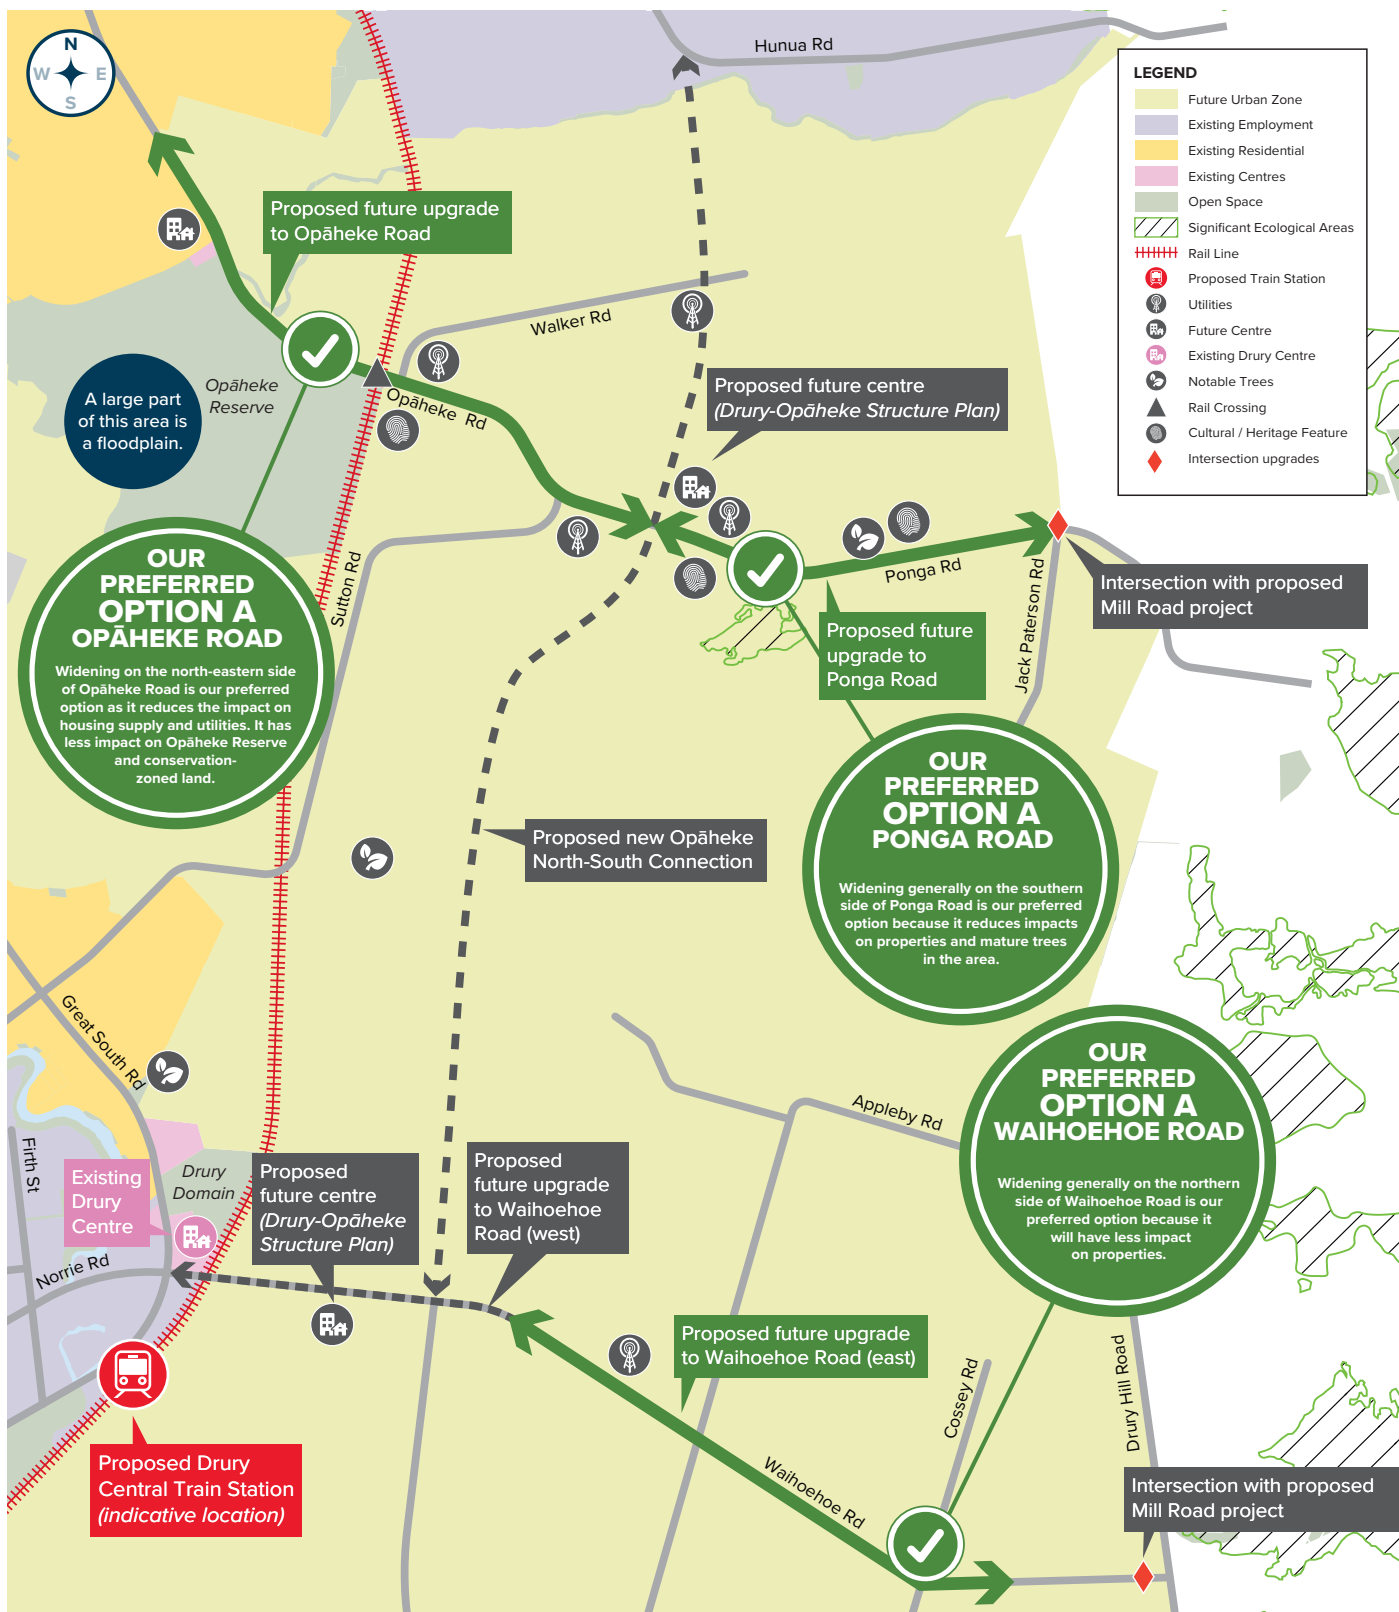 N
W
E
S
Hunua Rd
LEGEND
Future Urban Zone
Existing Employment
Existing Residential
Existing Centres
Open Space
Significant Ecological Areas
Rail Line
Proposed Train Station
Utilities
Future Centre
Existing Drury Centre
Notable Trees
Rail Crossing
Cultural / Heritage Feature
Intersection upgrades
Proposed future upgrade
to Opāheke Road
Walker Rd
A large part
of this area is
a floodplain.
Opāheke
Reserve
Opāheke Rd
Proposed future centre
(Drury-Opāheke Structure Plan)
OUR
PREFERRED
OPTION A
OPĀHEKE ROAD
Widening on the north-eastern side
of Opāheke Road is our preferred
option as it reduces the impact on
housing supply and utilities. It has
less impact on Opāheke Reserve
and conservation-
zoned land.
Sutton Rd
Ponga Rd
Jack Paterson Rd
Intersection with proposed
Mill Road project
Proposed future
upgrade to
Ponga Road
OUR
PREFERRED
OPTION A
PONGA ROAD
Widening generally on the southern
side of Ponga Road is our preferred
option because it reduces impacts
on properties and mature trees
in the area.
Proposed new Opāheke
North-South Connection
Great South Rd
Appleby Rd
OUR
PREFERRED
OPTION A
WAIHOEHOE ROAD
Widening generally on the northern
side of Waihoehoe Road is our
preferred option because it
will have less impact
on properties.
Firth St
Existing
Drury
Centre
Drury
Domain
Proposed
future centre
(Drury-Opāheke
Structure Plan)
Proposed
future upgrade
to Waihoehoe
Road (west)
Norrie Rd
Proposed future upgrade
to Waihoehoe Road (east)
Cossey Rd
Drury Hill Road
Proposed Drury
Central Train Station
(indicative location)
Waihoehoe Rd
Intersection with proposed
Mill Road project